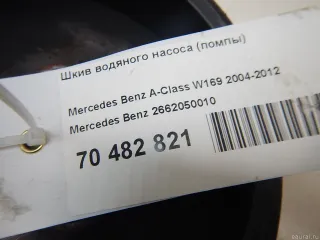 Шкив водяного насоса (помпы)
Mercedes Benz A-Class W169 2004-2012
Mercedes Benz 2662050010
70 482 821